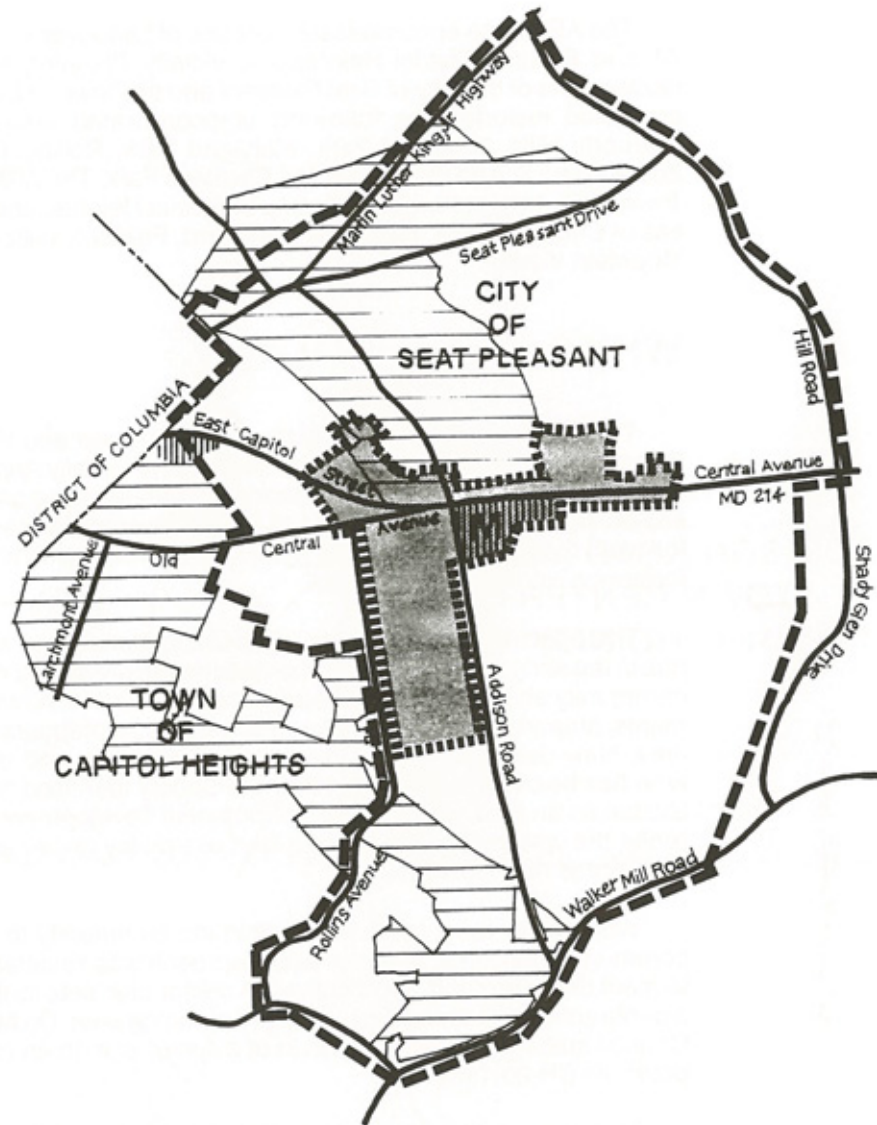 Martin Luther King Jr. Highway
Seat Pleasant Drive
CITY
OF
SEAT PLEASANT
Hill Road
DISTRICT OF COLUMBIA
East Capitol
Street
Central Avenue
MD 214
Avenue
Central
Old
M
Larchmont Avenue
Shady Glen Drive
TOWN
OF
CAPITOL HEIGHTS
Addison Road
Rollins Avenue
Walker Mill Road